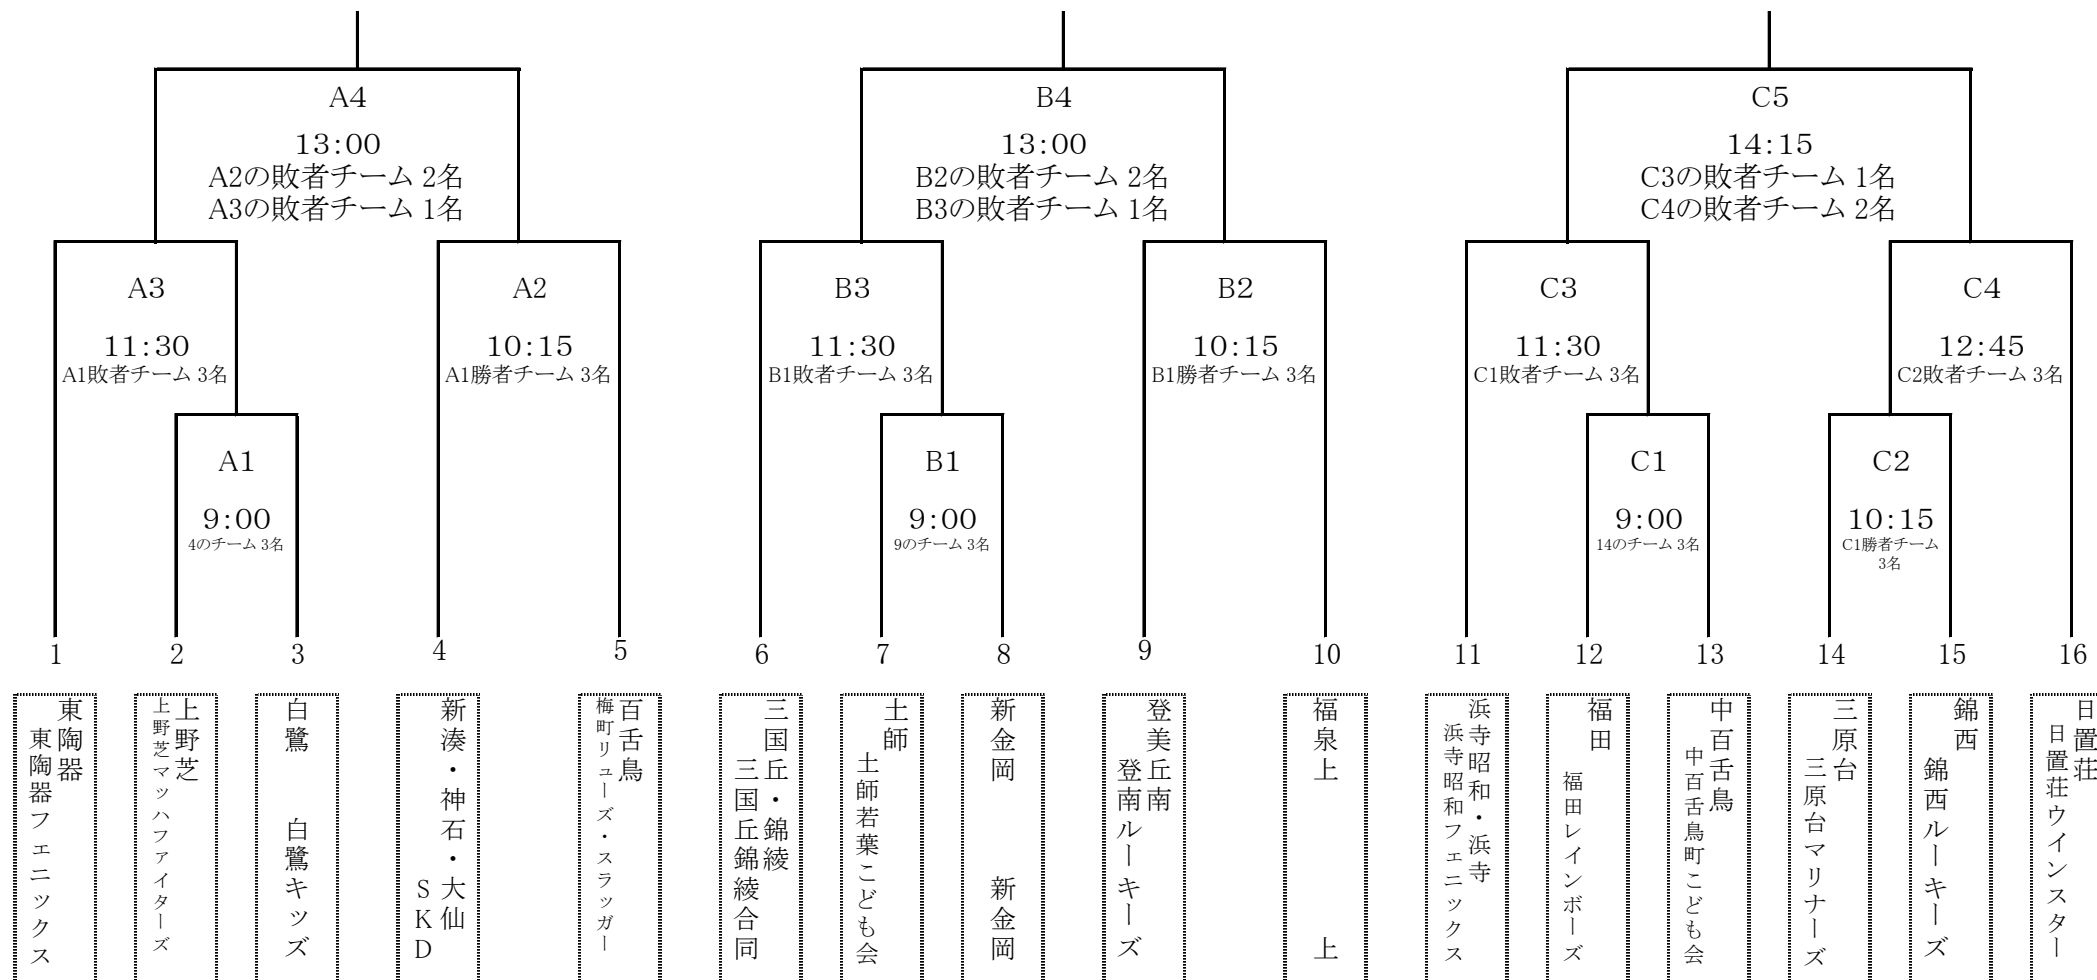 A4
13:00
A2の敗者チーム 2名
A3の敗者チーム 1名
B4
13:00
B2の敗者チーム 2名
B3の敗者チーム 1名
C5
14:15
C3の敗者チーム 1名
C4の敗者チーム 2名
A3
11:30
A1敗者チーム 3名
A2
10:15
A1勝者チーム 3名
B3
11:30
B1敗者チーム 3名
B2
10:15
B1勝者チーム 3名
C3
11:30
C1敗者チーム 3名
C4
12:45
C2敗者チーム 3名
A1
9:00
4のチーム 3名
B1
9:00
9のチーム 3名
C1
9:00
14のチーム 3名
C2
10:15
C1勝者チーム
3名
1
2
3
4
5
6
7
8
9
10
11
12
13
14
15
16
東陶器
東陶器フェニックス
上野芝
上野芝マッハファイターズ
白鷺 白鷺キッズ
新湊・神石・大仙
SKD
百舌鳥
梅町リューズ・スラッガー
三国丘・錦綾
三国丘錦綾合同
土師
土師若葉こども会
新金岡 新金岡
登美丘南
登南ルーキーズ
福泉上 上
浜寺昭和・浜寺
浜寺昭和フェニックス
福田
福田レインボーズ
中百舌鳥
中百舌鳥町こども会
三原台
三原台マリナーズ
錦西
錦西ルーキーズ
日置荘
日置荘ウインスター